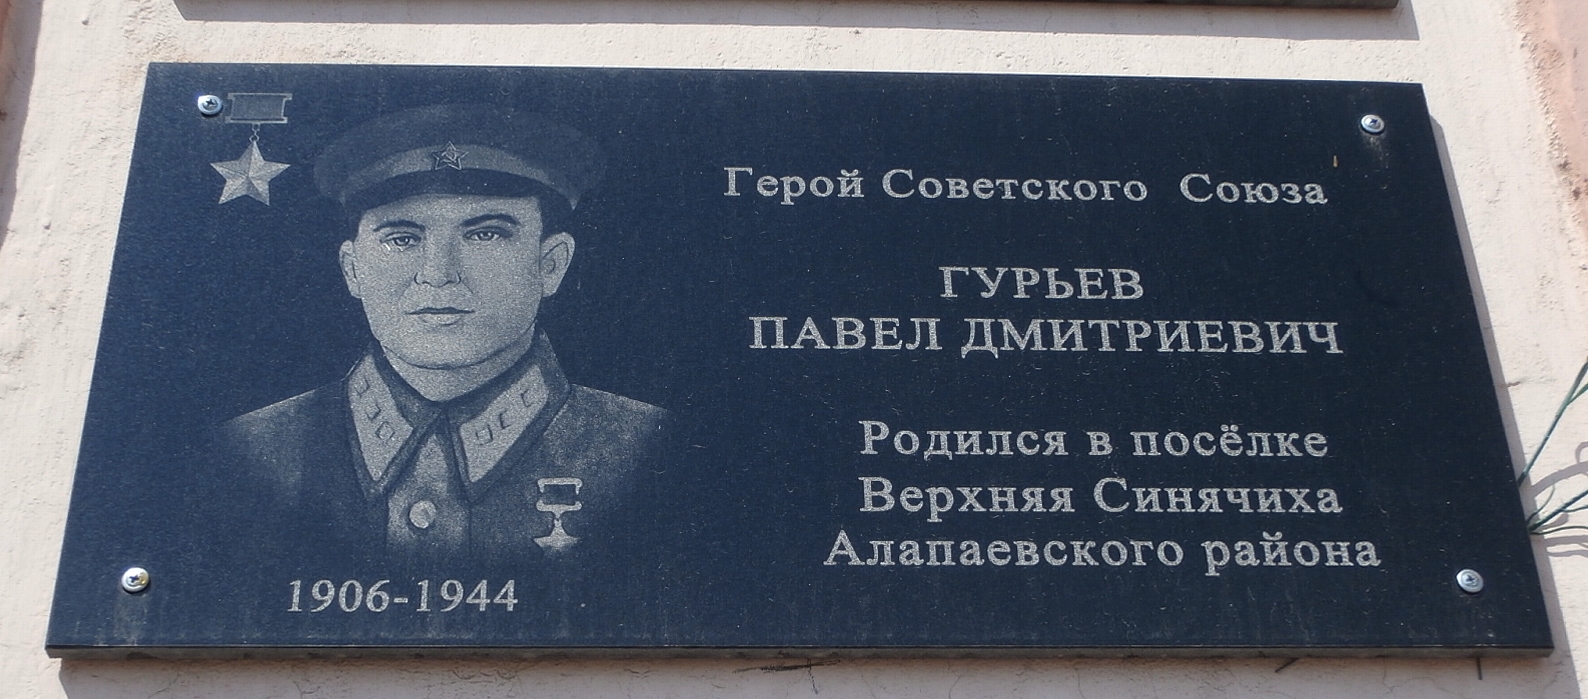 Герой Советского Союза
ГУРЬЕВ
ПАВЕЛ ДМИТРИЕВИЧ
Родился в посёлке
Верхняя Синячиха
Алапаевского района
1906-1944